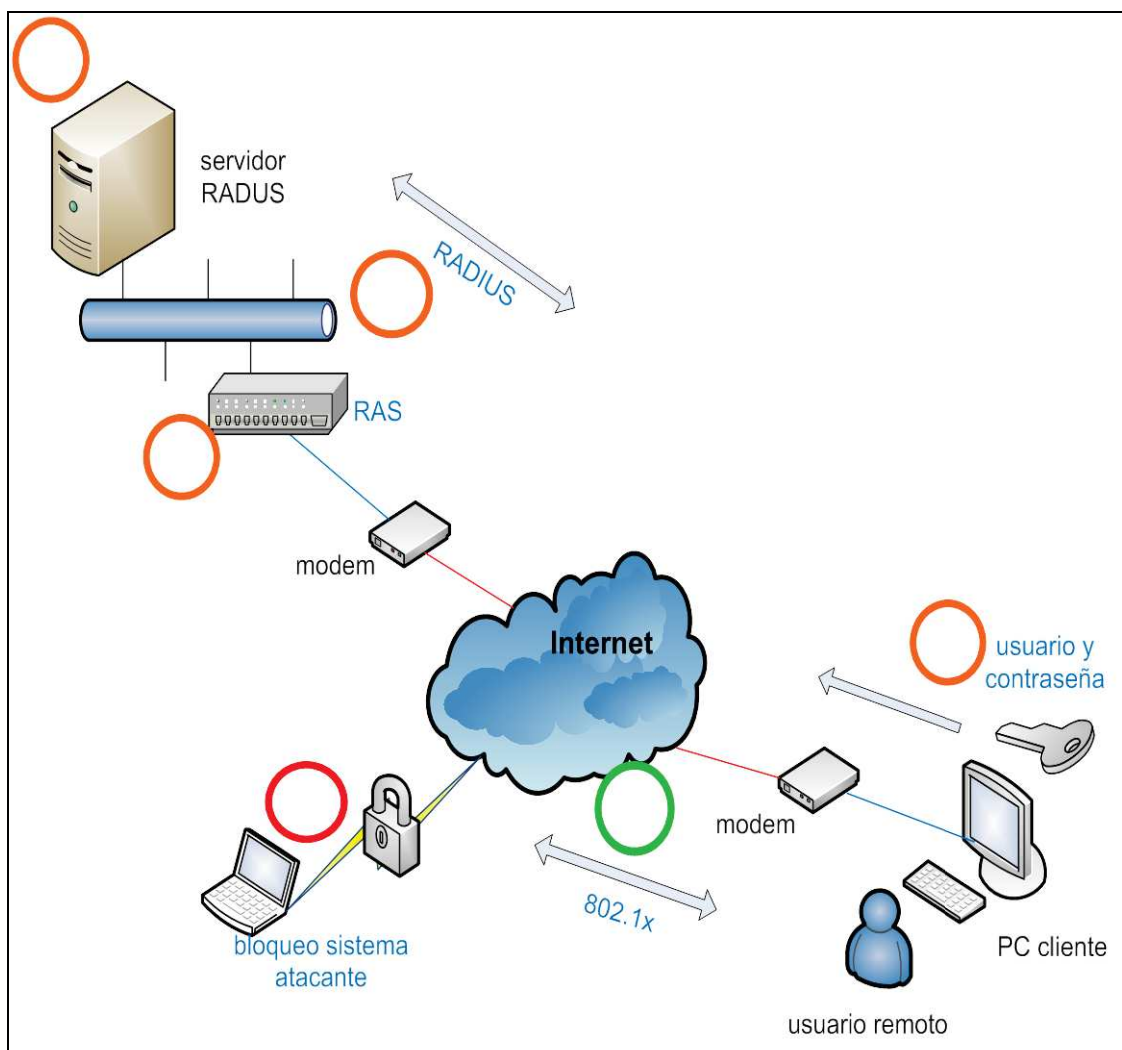 servidor
RADUS
RADIUS
RAS
modem
Internet
usuario y
contraseña
modem
802.1x
bloqueo sistema
atacante
PC cliente
usuario remoto